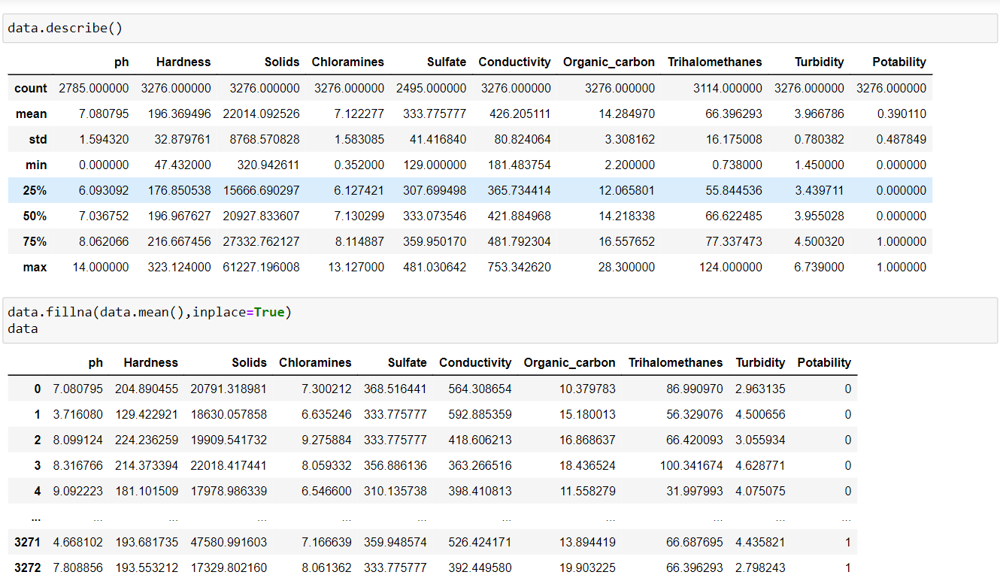 data.describe()
ph Hardness Solids Chloramines Sulfate Conductivity Organic_carbon Trihalomethanes Turbidity Potability
count 2785.000000 3276.000000 3276.000000 3276.000000 2495.000000 3276.000000 3276.000000 3114.000000 3276.000000 3276.000000
mean 7.080795 196.369496 22014.092526 7.122277 333.775777 426.205111 14.284970 66.396293 3.966786 0.390110
std 1.594320 32.879761 8768.570828 1.583085 41.416840 80.824064 3.308162 16.175008 0.780382 0.487849
min 0.000000 47.432000 320.942611 0.352000 129.000000 181.483754 2.200000 0.738000 1.450000 0.000000
25% 6.093092 176.850538 15666.690297 6.127421 307.699498 365.734414 12.065801 55.844536 3.439711 0.000000
50% 7.036752 196.967627 20927.833607 7.130299 333.073546 421.884968 14.218338 66.622485 3.955028 0.000000
75% 8.062066 216.667456 27332.762127 8.114887 359.950170 481.792304 16.557652 77.337473 4.500320 1.000000
max 14.000000 323.124000 61227.196008 13.127000 481.030642 753.342620 28.300000 124.000000 6.739000 1.000000
data.fillna(data.mean(),inplace=True)
data
ph Hardness Solids Chloramines Sulfate Conductivity Organic_carbon Trihalomethanes Turbidity Potability
0 7.080795 204.890455 20791.318981 7.300212 368.516441 564.308654 10.379783 86.990970 2.963135 0
1 3.716080 129.422921 18630.057858 6.635246 333.775777 592.885359 15.180013 56.329076 4.500656 0
2 8.099124 224.236259 19909.541732 9.275884 333.775777 418.606213 16.868637 66.420093 3.055934 0
3 8.316766 214.373394 22018.417441 8.059332 356.886136 363.266516 18.436524 100.341674 4.628771 0
4 9.092223 181.101509 17978.986339 6.546600 310.135738 398.410813 11.558279 31.997993 4.075075 0
... ... ... ... ... ... ... ... ... ... ...
3271 4.668102 193.681735 47580.991603 7.166639 359.948574 526.424171 13.894419 66.687695 4.435821 1
3272 7.808856 193.553212 17329.802160 8.061362 333.775777 392.449580 19.903225 66.396293 2.798243 1